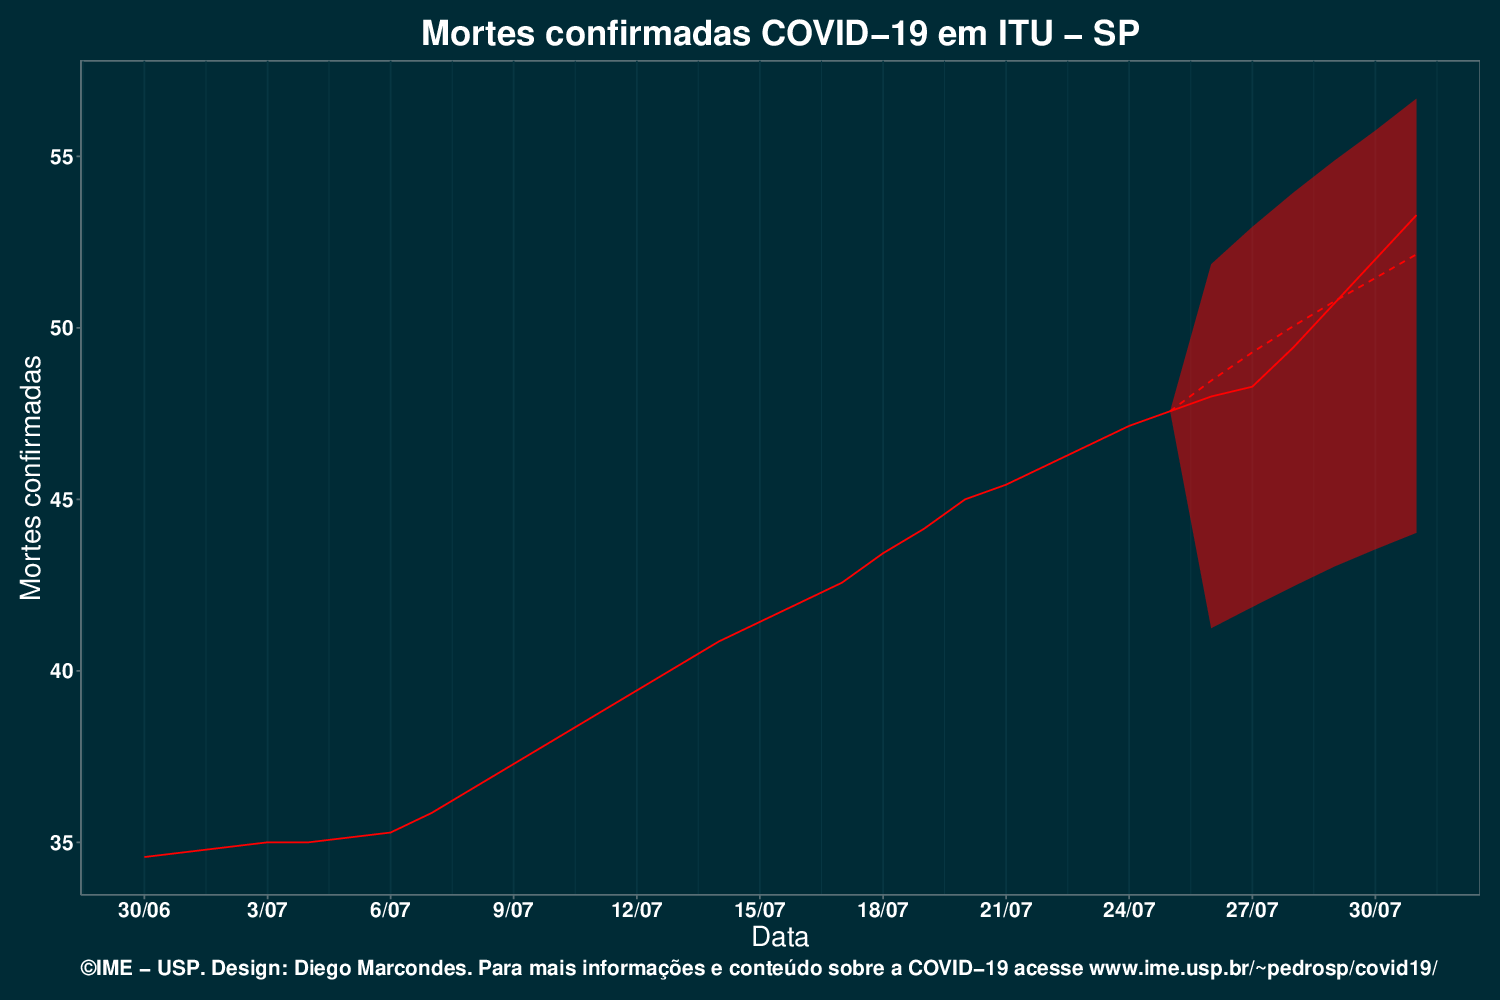 Mortes confirmadas COVID−19 em ITU − SP
Mortes confirmadas
55
50
45
40
35
30/06 3/07 6/07 9/07 12/07 15/07 18/07 21/07 24/07 27/07 30/07
Data
©IME − USP. Design: Diego Marcondes. Para mais informações e conteúdo sobre a COVID−19 acesse www.ime.usp.br/~pedrosp/covid19/